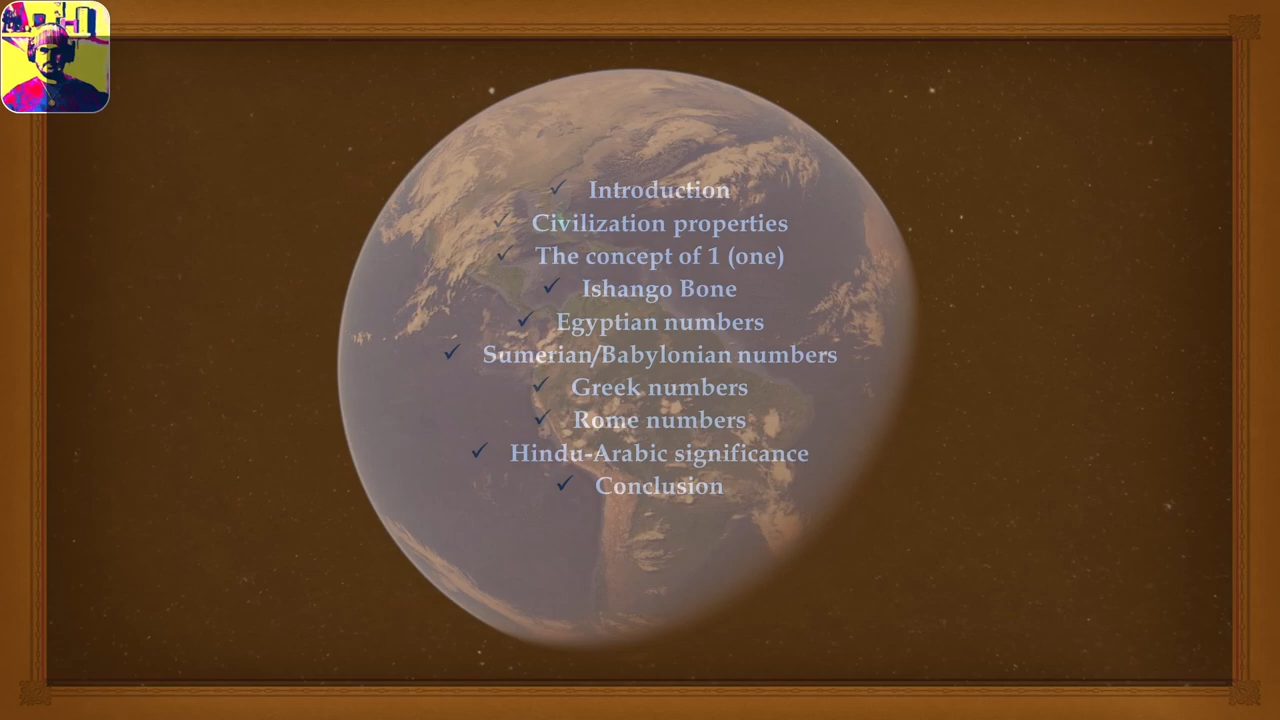 ✓ Introduction
✓ Civilization properties
✓ The concept of 1 (one)
✓ Ishango Bone
✓ Egyptian numbers
✓ Sumerian/Babylonian numbers
✓ Greek numbers
✓ Rome numbers
✓ Hindu-Arabic significance
✓ Conclusion